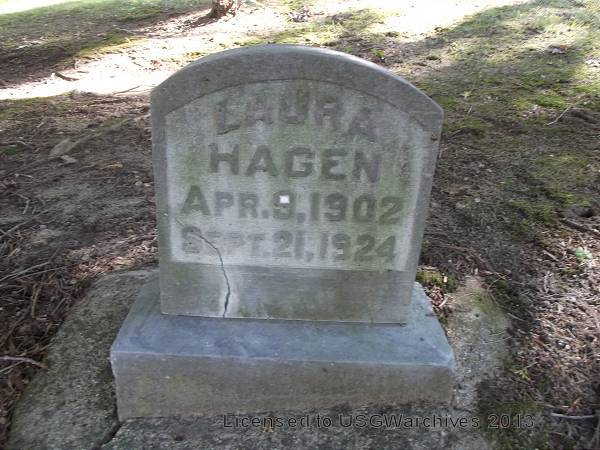 LAURA
HAGEN
APR. 9, 1902
SEPT. 21, 1924
Licensed to USGWarchives 2013